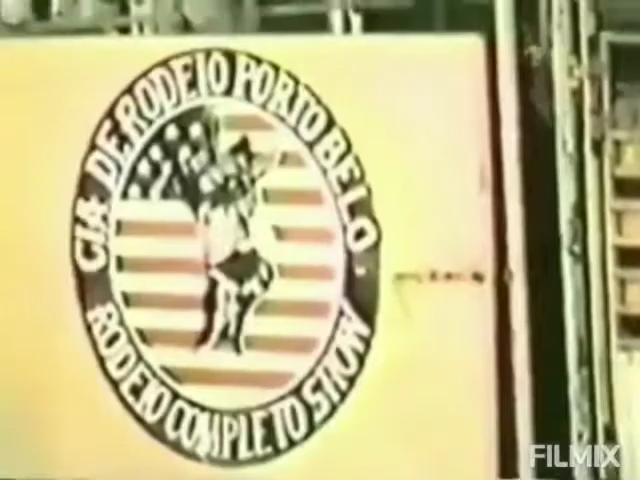 CIA. DE RODEIO PORTO BELO.
RODEIO COMPLETO SHOW
FILMIX